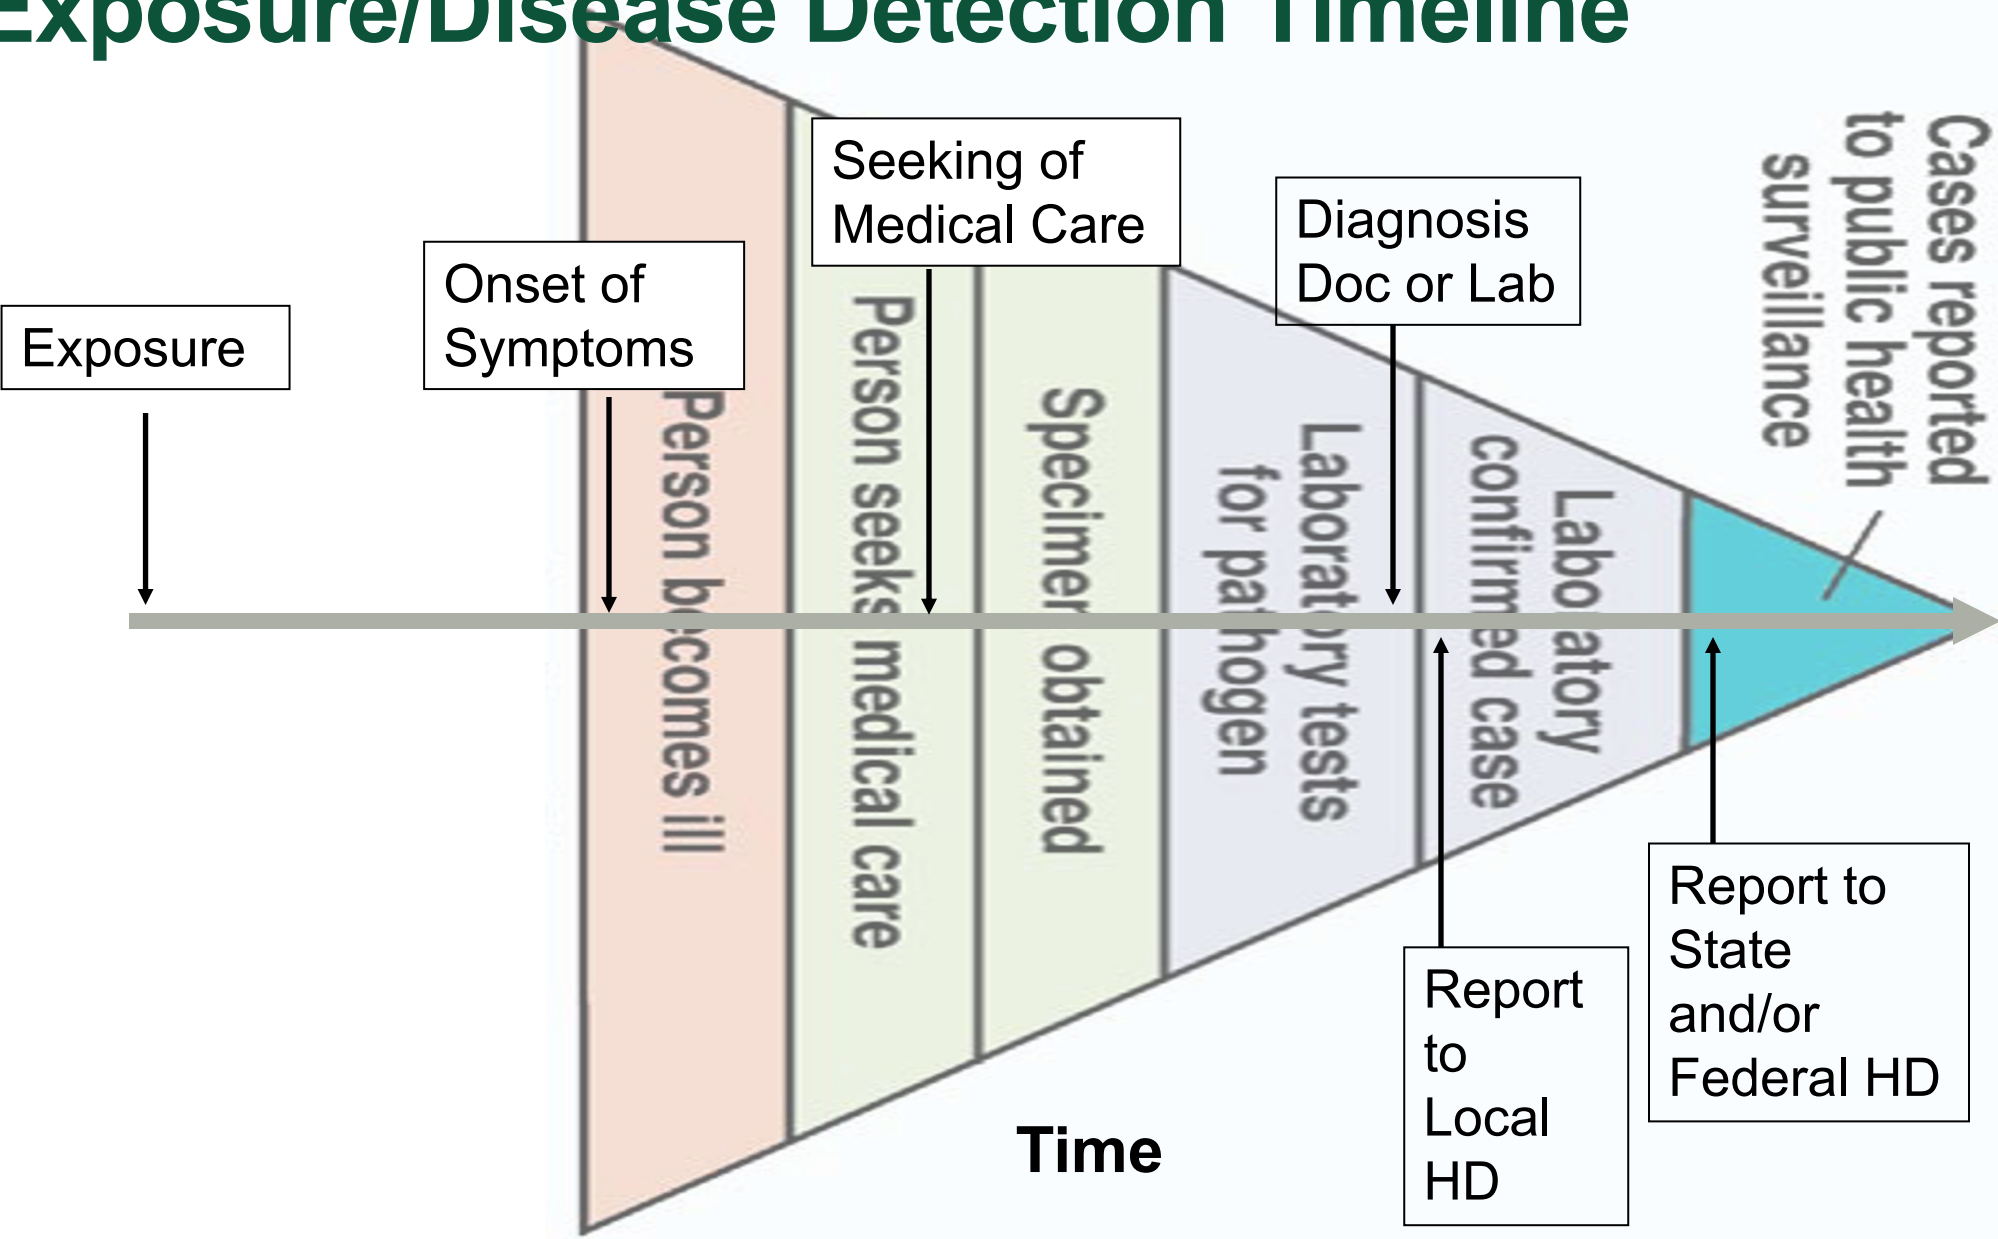 Exposure/Disease Detection Timeline
Exposure
Onset of
Symptoms
Seeking of
Medical Care
Diagnosis
Doc or Lab
Cases reported
to public health
surveillance
Person becomes ill
Person seeks medical care
Specimen obtained
Laboratory tests
for pathogen
Laboratory
confirmed case
Report
to
Local
HD
Report to
State
and/or
Federal HD
Time